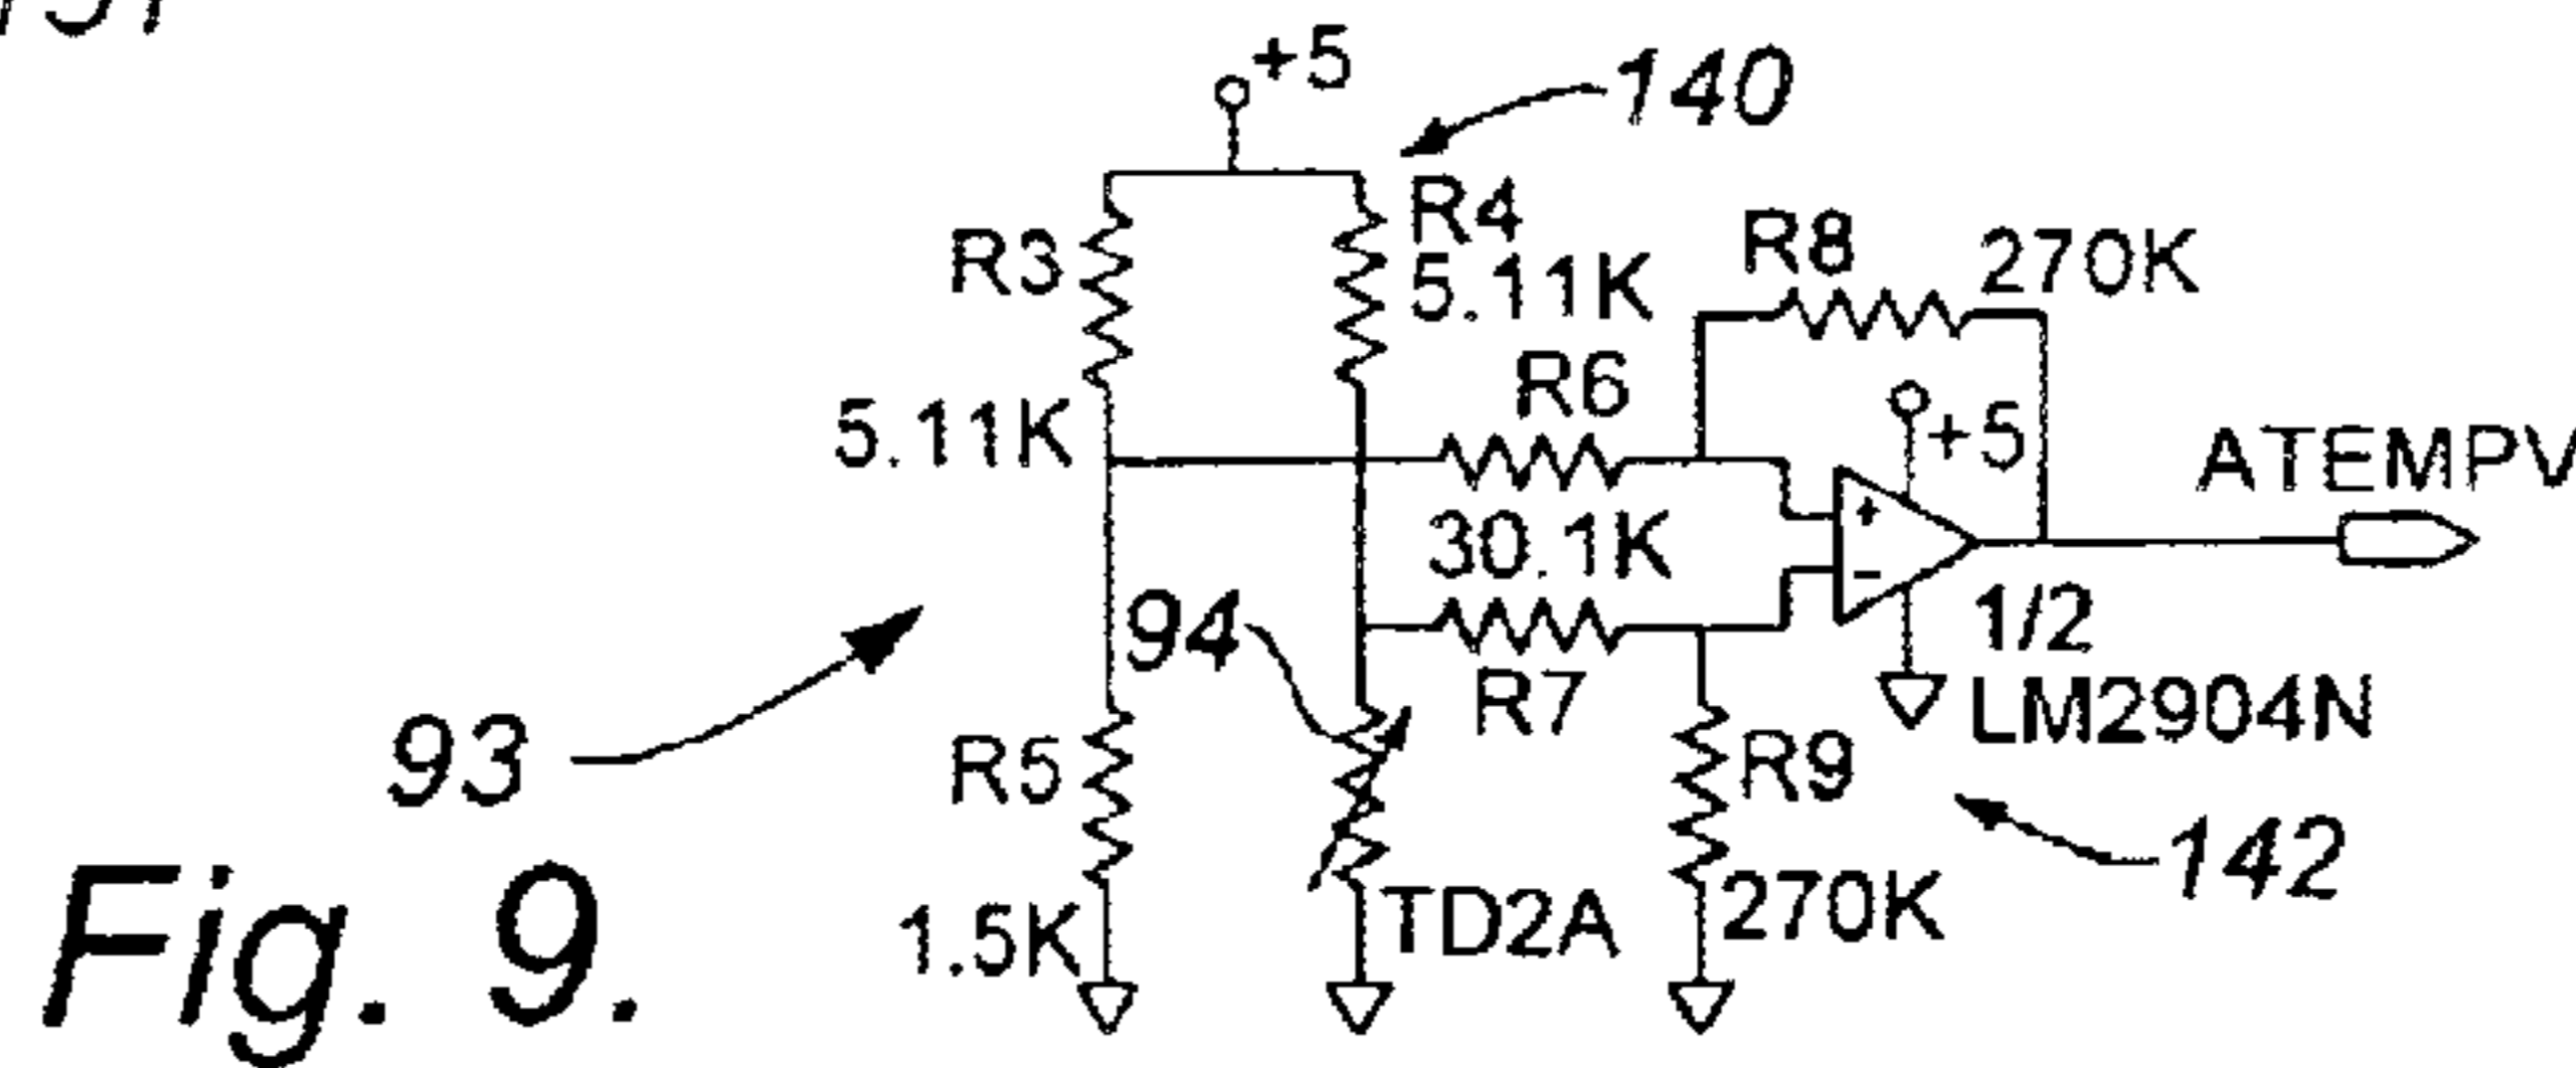 +5
140
R4
5.11K
R3
5.11K
R8
270K
R6
30.1K
+5
ATEMPV
+
-
94
R7
1/2
LM2904N
93
R5
1.5K
TD2A
R9
270K
142
Fig. 9.